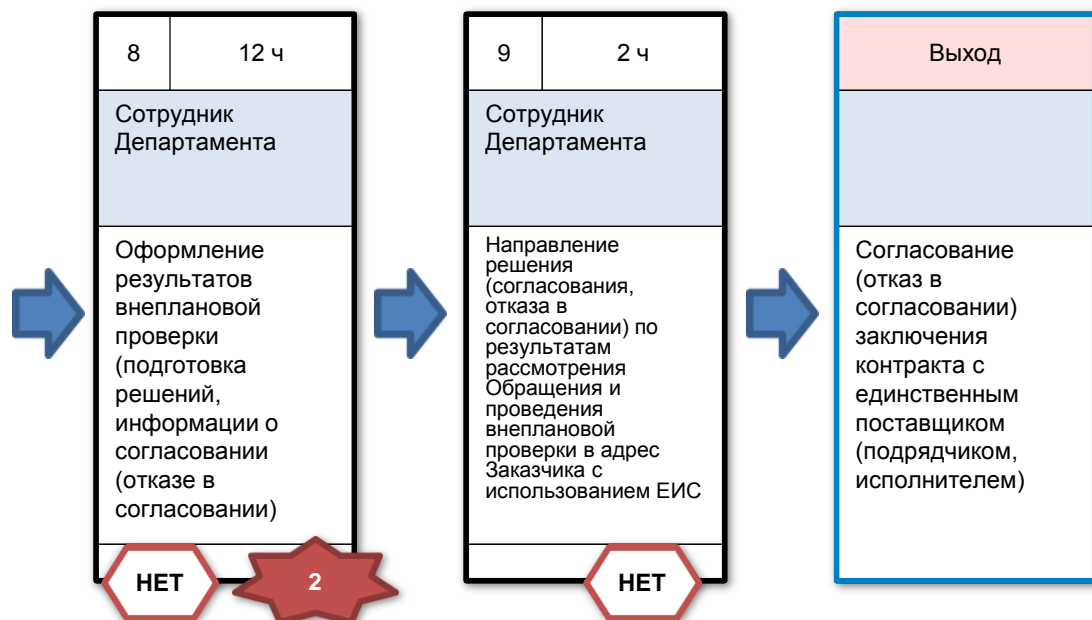 8
12 ч
Сотрудник
Департамента
Оформление
результатов
внеплановой
проверки
(подготовка
решений,
информации о
согласовании
(отказе в
согласовании)
НЕТ
2
9
2 ч
Сотрудник
Департамента
Направление
решения
(согласования,
отказа в
согласовании) по
результатам
рассмотрения
Обращения и
проведения
внеплановой
проверки в адрес
Заказчика с
использованием ЕИС
НЕТ
Выход
Согласование
(отказ в
согласовании)
заключения
контракта с
единственным
поставщиком
(подрядчиком,
исполнителем)